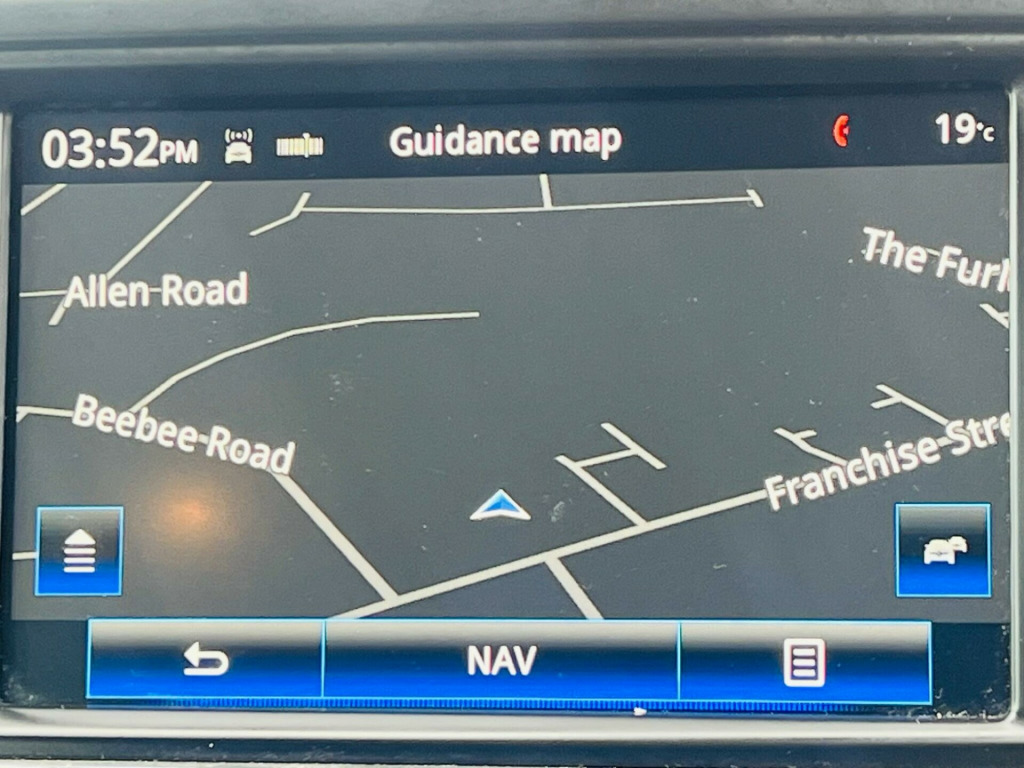 03:52PM
Guidance map
19°C
The Furl
Allen Road
Beebee Road
Franchise Stre
NAV